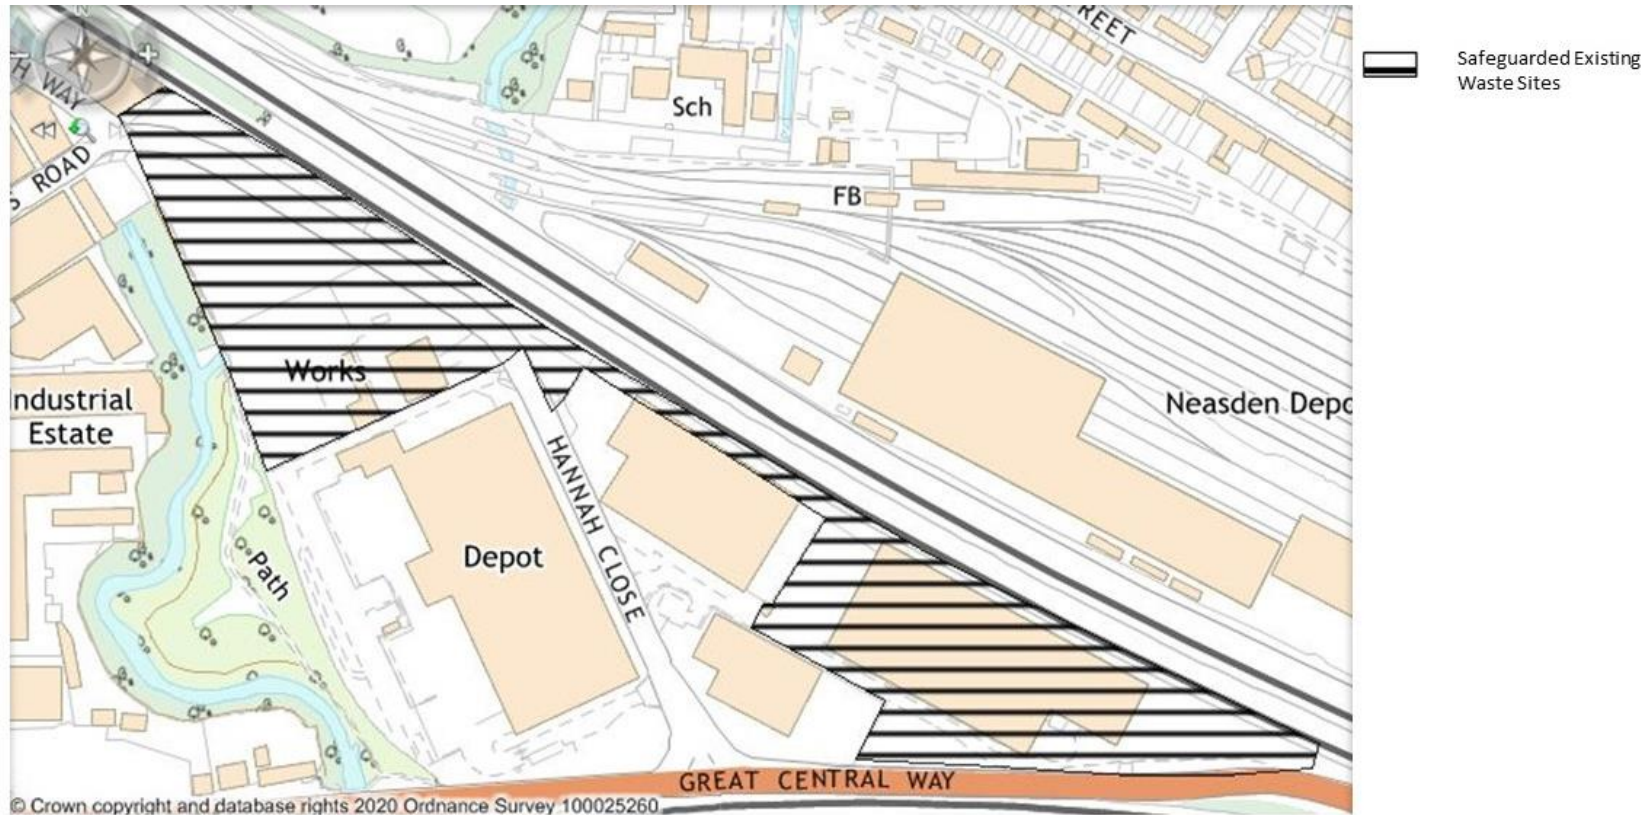 N
TH WAY
S ROAD
Sch
REET
FB
Works
Industrial
Estate
Neasden Depo
HANNAH CLOSE
Depot
Path
GREAT CENTRAL WAY
© Crown copyright and database rights 2020 Ordnance Survey 100025260
Safeguarded Existing
Waste Sites